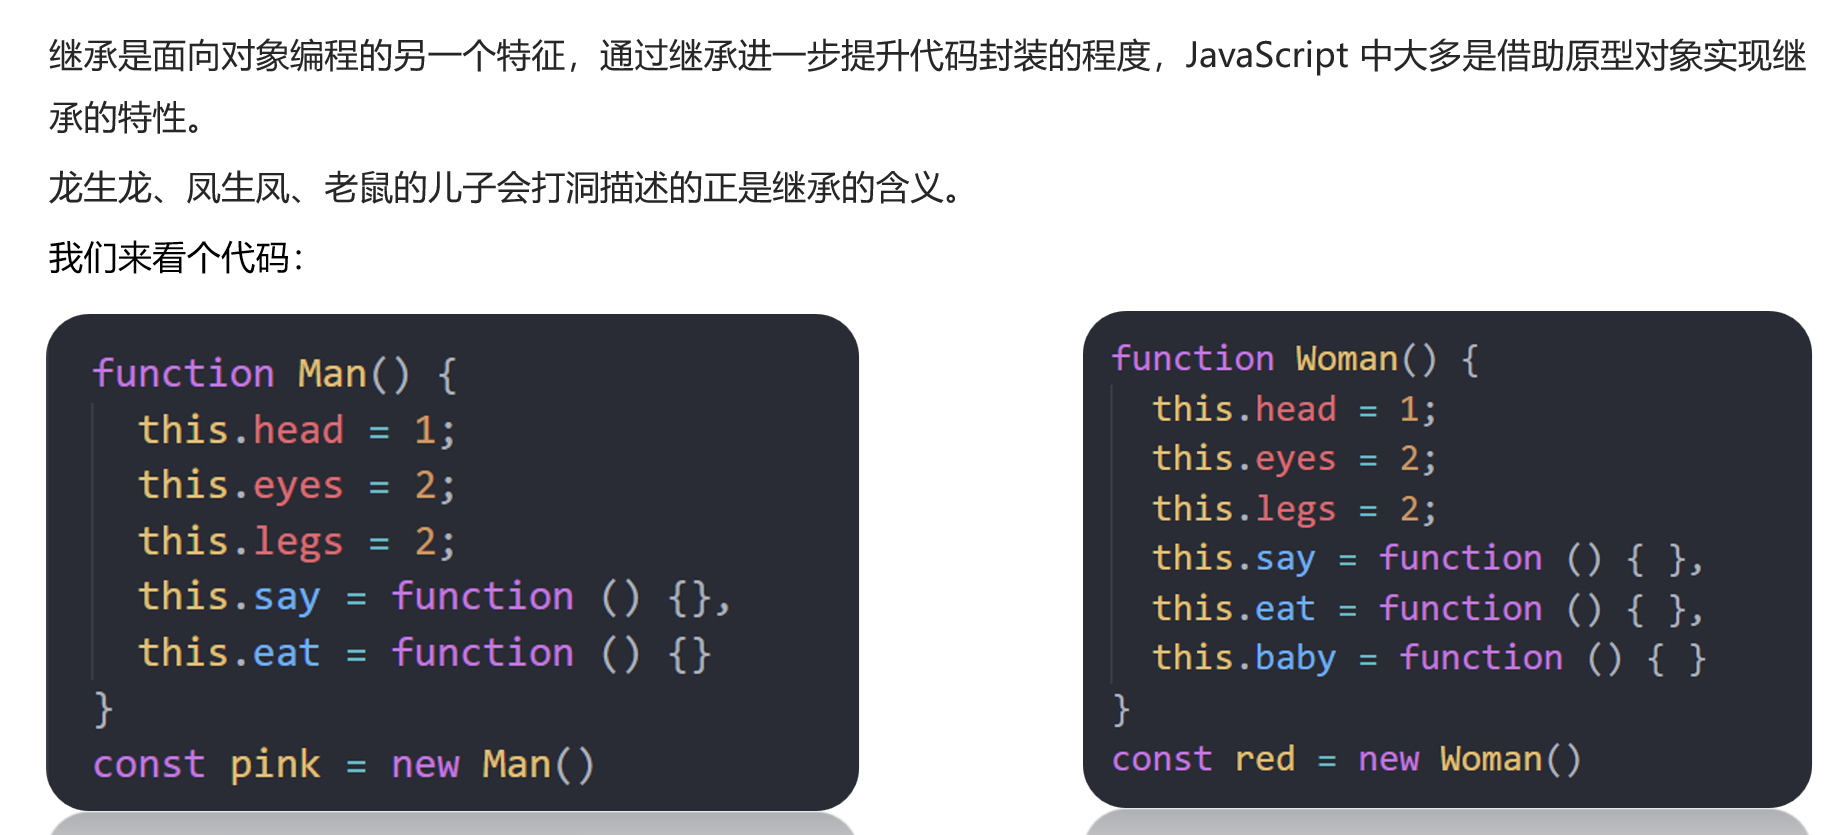 继承是面向对象编程的另一个特征，通过继承进一步提升代码封装的程度，JavaScript 中大多是借助原型对象实现继
承的特性。
龙生龙、凤生凤、老鼠的儿子会打洞描述的正是继承的含义。
我们来看个代码：
function Man() {
  this.head = 1;
  this.eyes = 2;
  this.legs = 2;
  this.say = function () {},
  this.eat = function () {}
}
const pink = new Man()
function Woman() {
  this.head = 1;
  this.eyes = 2;
  this.legs = 2;
  this.say = function () { },
  this.eat = function () { },
  this.baby = function () { }
}
const red = new Woman()